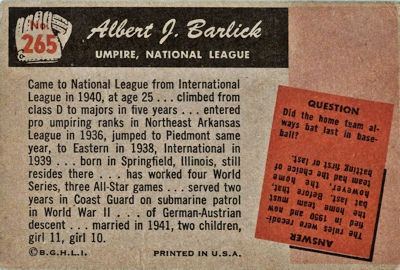 No. 265
Albert J. Barlick
UMPIRE, NATIONAL LEAGUE
Came to National League from International
League in 1940, at age 25 . . . climbed from
class D to majors in five years . . . entered
pro umpiring ranks in Northeast Arkansas
League in 1936, jumped to Piedmont same
year, to Eastern in 1938, International in
1939 . . . born in Springfield, Illinois, still
resides there . . . has worked four World
Series, three All-Star games . . . served two
years in Coast Guard on submarine patrol
in World War II . . . of German-Austrian
descent . . . married in 1941, two children,
girl 11, girl 10.
©B.G.H.L.I. PRINTED IN U.S.A.
QUESTION
Did the home team al-
ways bat last in base-
ball?
ANSWER
The rules were recodi-
fied in 1950 and now
the home team must
bat last. Before that,
however, the home
team had the choice of
batting first or last.